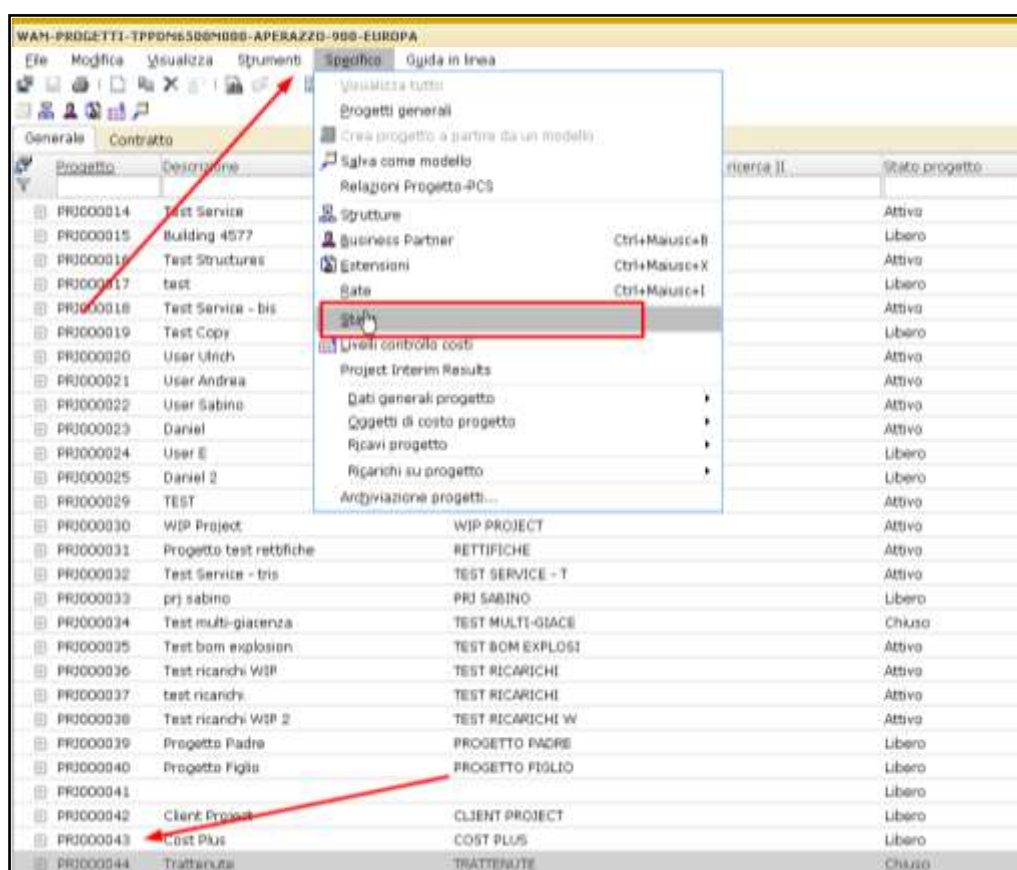 WAM-PROGETTI-TPPDM6500M000-APERAZZO-900-EUROPA
File Modifica Visualizza Strumenti Specifico Guida in linea
Visualizza tutto
Progetti generali
Crea progetto a partire da un modello
Salva come modello
Relazioni Progetto-PCS
Strutture
Business Partner Ctrl+Maiusc+B
Estensioni Ctrl+Maiusc+X
Rate Ctrl+Maiusc+I
Livelli controllo costi
Project Interim Results
Dati generali progetto
Oggetti di costo progetto
Ricavi progetto
Ricarichi su progetto
Archiviazione progetti...
Generale Contratto
Progetto Descrizione ricerca II Stato progetto
PRJ000014 Test Service Attivo
PRJ000015 Building 4577 Libero
PRJ000016 Test Structures Attivo
PRJ000017 test Libero
PRJ000018 Test Service - bis Attivo
PRJ000019 Test Copy Libero
PRJ000020 User Ulrich Attivo
PRJ000021 User Andrea Attivo
PRJ000022 User Sabino Attivo
PRJ000023 Daniel Attivo
PRJ000024 User E Libero
PRJ000025 Daniel 2 Libero
PRJ000029 TEST Attivo
PRJ000030 WIP Project WIP PROJECT Attivo
PRJ000031 Progetto test rettifiche RETTIFICHE Attivo
PRJ000032 Test Service - tris TEST SERVICE - T Attivo
PRJ000033 prj sabino PRJ SABINO Libero
PRJ000034 Test multi-giacenza TEST MULTI-GIACE Chiuso
PRJ000035 Test bom explosion TEST BOM EXPLOSI Attivo
PRJ000036 Test ricarichi WIP TEST RICARICHI Attivo
PRJ000037 test ricarichi TEST RICARICHI Attivo
PRJ000038 Test ricarichi WIP 2 TEST RICARICHI W Attivo
PRJ000039 Progetto Padre PROGETTO PADRE Libero
PRJ000040 Progetto Figlio PROGETTO FIGLIO Libero
PRJ000041 Libero
PRJ000042 Client Project CLIENT PROJECT Libero
PRJ000043 Cost Plus COST PLUS Libero
PRJ000044 Trattenute TRATTENUTE Chiuso